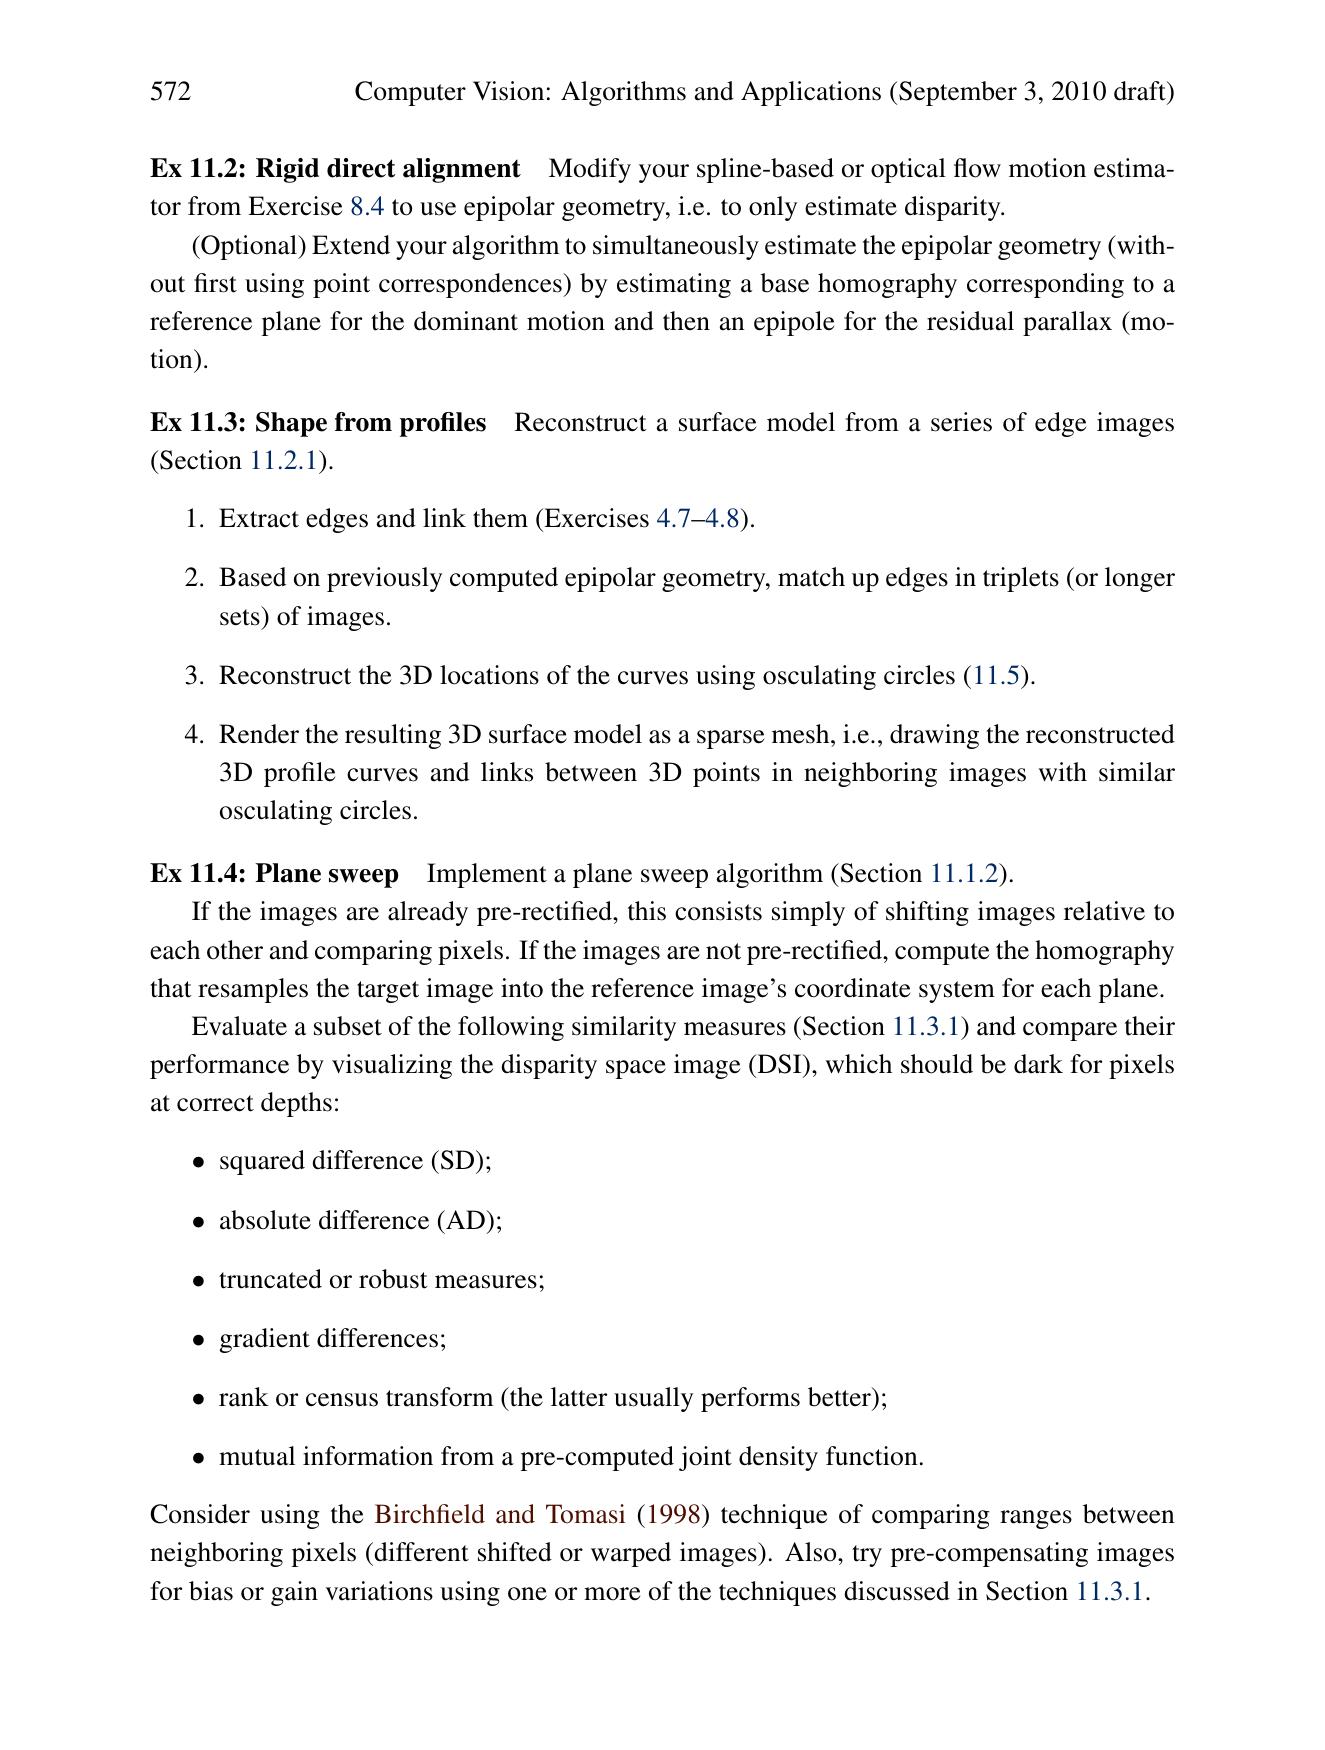 572 Computer Vision: Algorithms and Applications (September 3, 2010 draft)
Ex 11.2: Rigid direct alignment Modify your spline-based or optical flow motion estima-
tor from Exercise 8.4 to use epipolar geometry, i.e. to only estimate disparity.
(Optional) Extend your algorithm to simultaneously estimate the epipolar geometry (with-
out first using point correspondences) by estimating a base homography corresponding to a
reference plane for the dominant motion and then an epipole for the residual parallax (mo-
tion).
Ex 11.3: Shape from profiles Reconstruct a surface model from a series of edge images
(Section 11.2.1).
1. Extract edges and link them (Exercises 4.7–4.8).
2. Based on previously computed epipolar geometry, match up edges in triplets (or longer
sets) of images.
3. Reconstruct the 3D locations of the curves using osculating circles (11.5).
4. Render the resulting 3D surface model as a sparse mesh, i.e., drawing the reconstructed
3D profile curves and links between 3D points in neighboring images with similar
osculating circles.
Ex 11.4: Plane sweep Implement a plane sweep algorithm (Section 11.1.2).
If the images are already pre-rectified, this consists simply of shifting images relative to
each other and comparing pixels. If the images are not pre-rectified, compute the homography
that resamples the target image into the reference image’s coordinate system for each plane.
Evaluate a subset of the following similarity measures (Section 11.3.1) and compare their
performance by visualizing the disparity space image (DSI), which should be dark for pixels
at correct depths:
• squared difference (SD);
• absolute difference (AD);
• truncated or robust measures;
• gradient differences;
• rank or census transform (the latter usually performs better);
• mutual information from a pre-computed joint density function.
Consider using the Birchfield and Tomasi (1998) technique of comparing ranges between
neighboring pixels (different shifted or warped images). Also, try pre-compensating images
for bias or gain variations using one or more of the techniques discussed in Section 11.3.1.